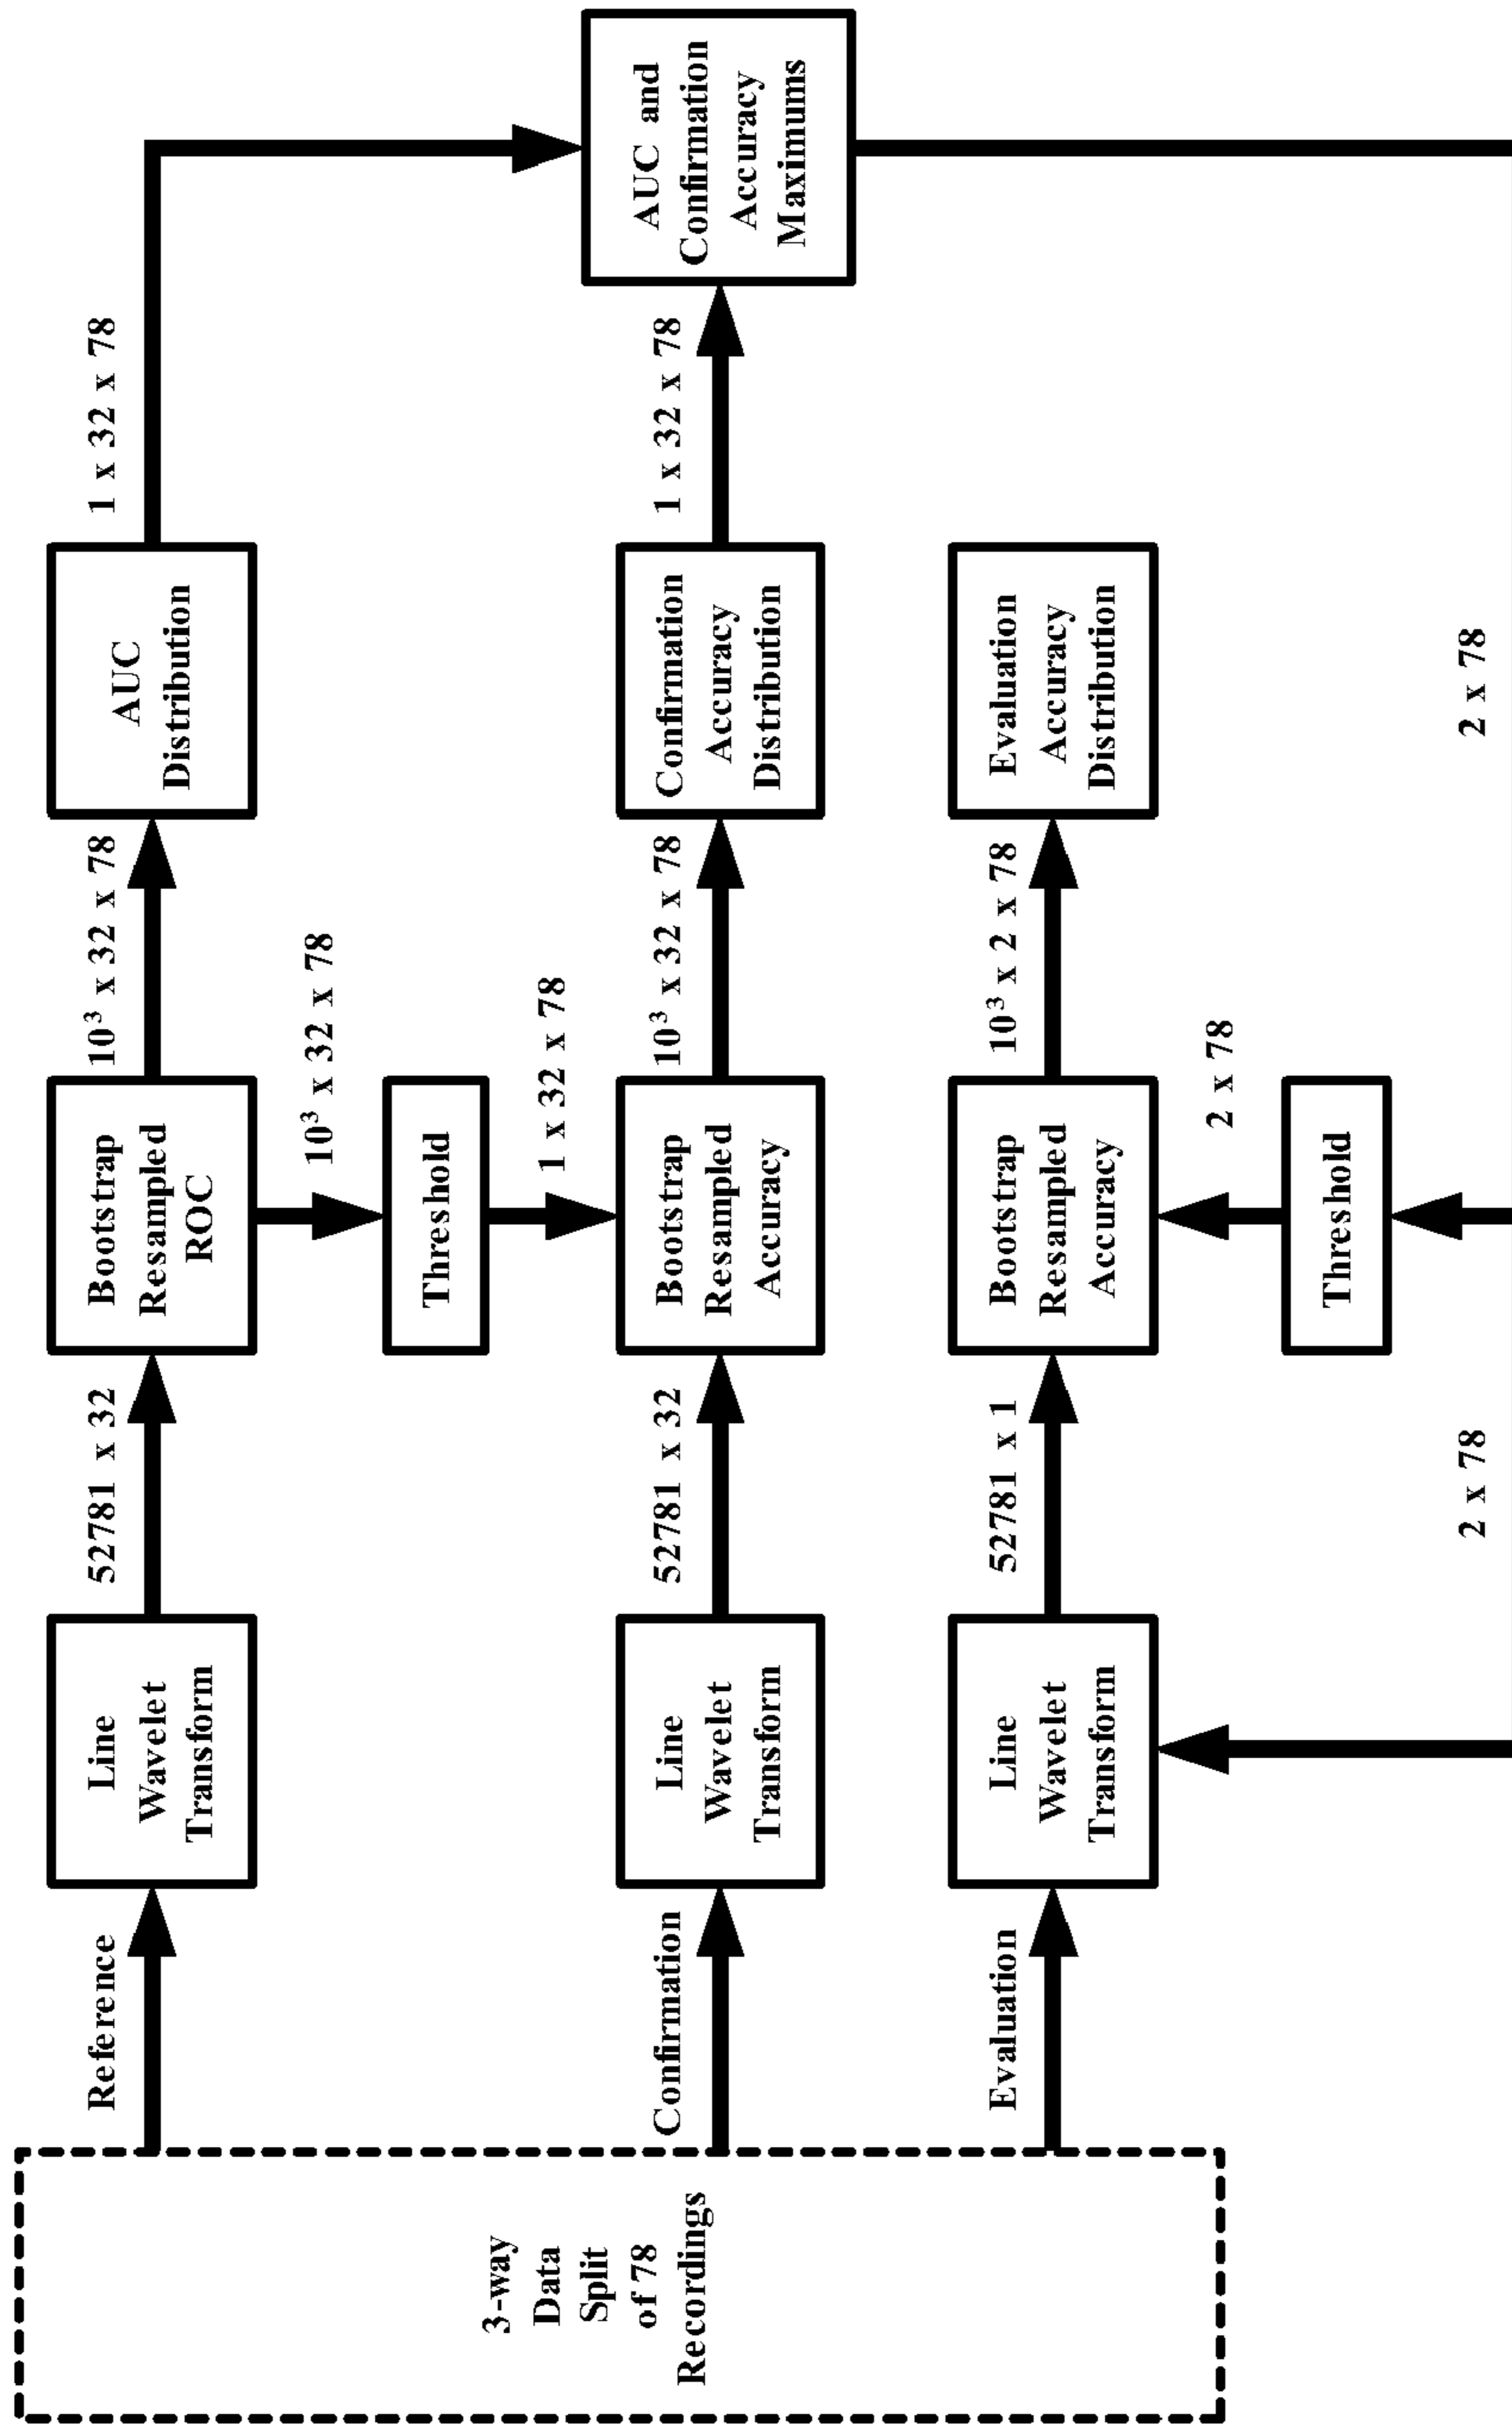 3-way
Data
Split
of 78
Recordings
Reference
Line
Wavelet
Transform
52781 x 32
Bootstrap
Resampled
ROC
10³ x 32 x 78
AUC
Distribution
1 x 32 x 78
10³ x 32 x 78
Threshold
1 x 32 x 78
Confirmation
Line
Wavelet
Transform
52781 x 32
Bootstrap
Resampled
Accuracy
10³ x 32 x 78
Confirmation
Accuracy
Distribution
1 x 32 x 78
AUC and
Confirmation
Accuracy
Maximums
Evaluation
Line
Wavelet
Transform
52781 x 1
Bootstrap
Resampled
Accuracy
10³ x 2 x 78
Evaluation
Accuracy
Distribution
2 x 78
Threshold
2 x 78
2 x 78